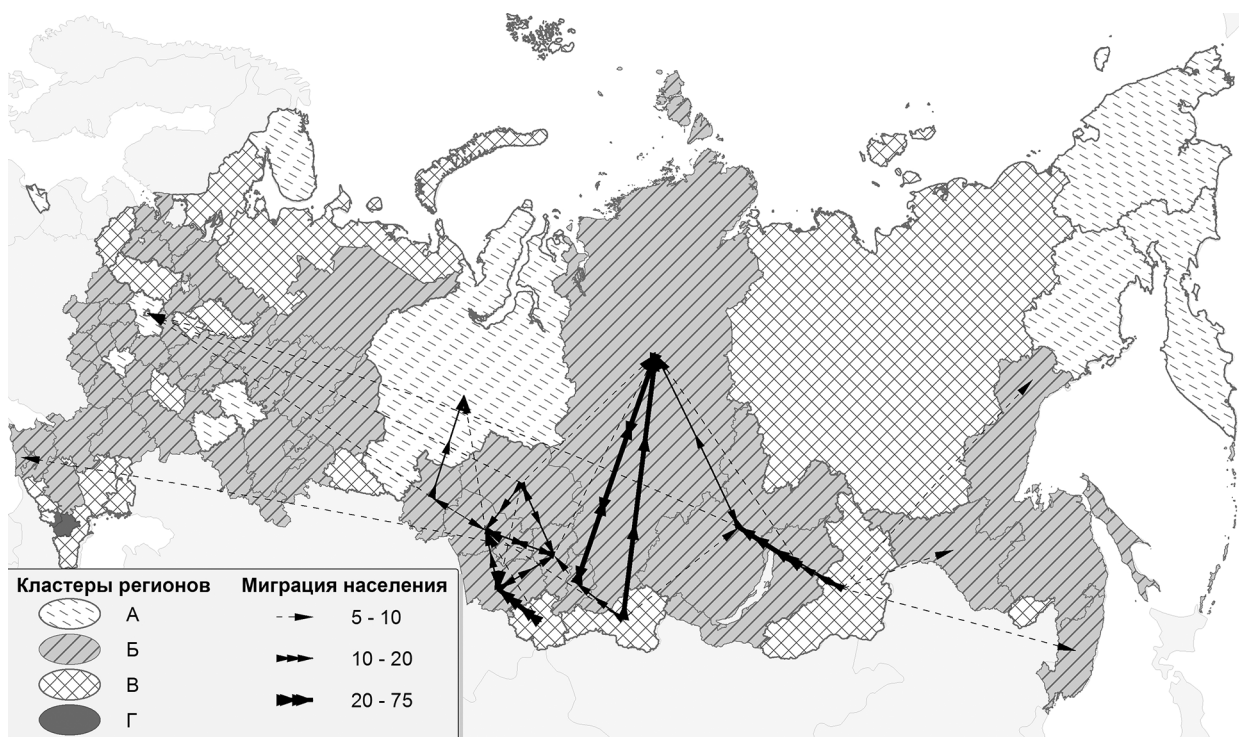 Кластеры регионов
А
Б
В
Г
Миграция населения
5 - 10
10 - 20
20 - 75